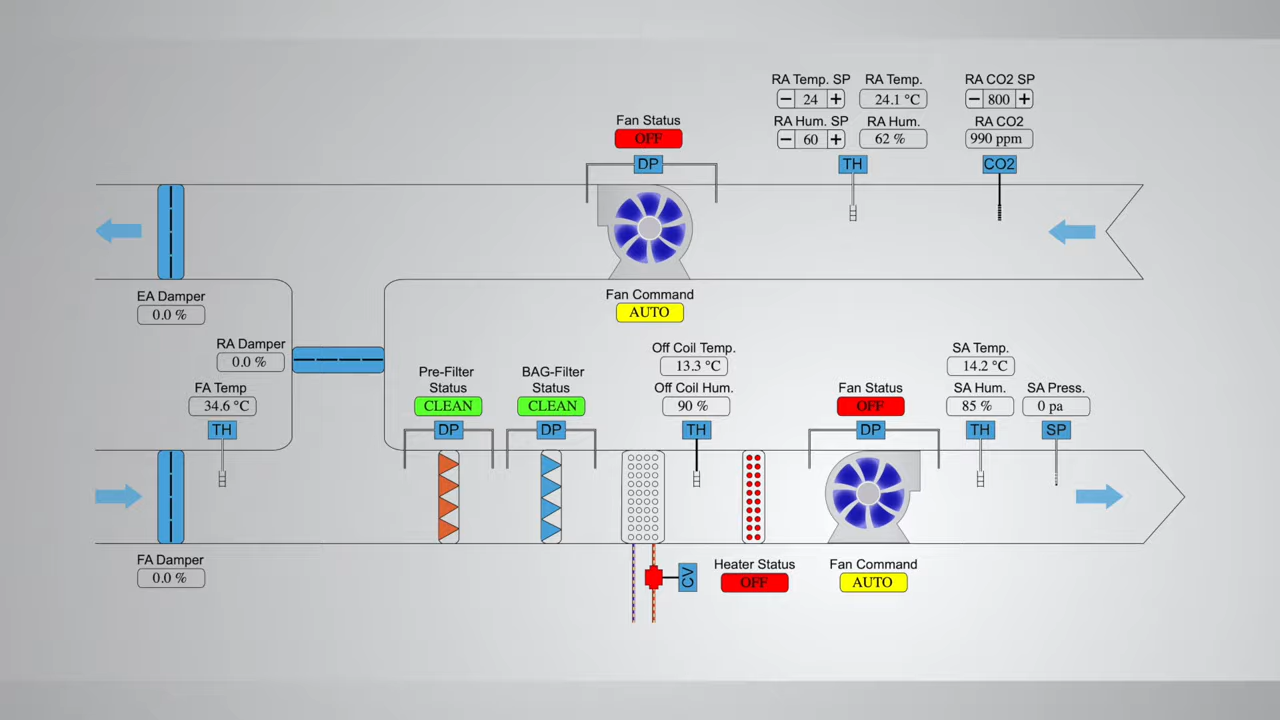 RA Temp. SP
RA Temp.
RA CO2 SP
− 24 +
24.1 °C
− 800 +
Fan Status
RA Hum. SP
RA Hum.
RA CO2
OFF
− 60 +
62 %
990 ppm
DP
TH
CO2
EA Damper
0.0 %
Fan Command
AUTO
RA Damper
0.0 %
Off Coil Temp.
13.3 °C
SA Temp.
14.2 °C
FA Temp
34.6 °C
Pre-Filter
Status
CLEAN
BAG-Filter
Status
CLEAN
Off Coil Hum.
90 %
Fan Status
OFF
SA Hum.
85 %
SA Press.
0 pa
TH
DP
DP
TH
DP
TH
SP
FA Damper
0.0 %
CV
Heater Status
OFF
Fan Command
AUTO